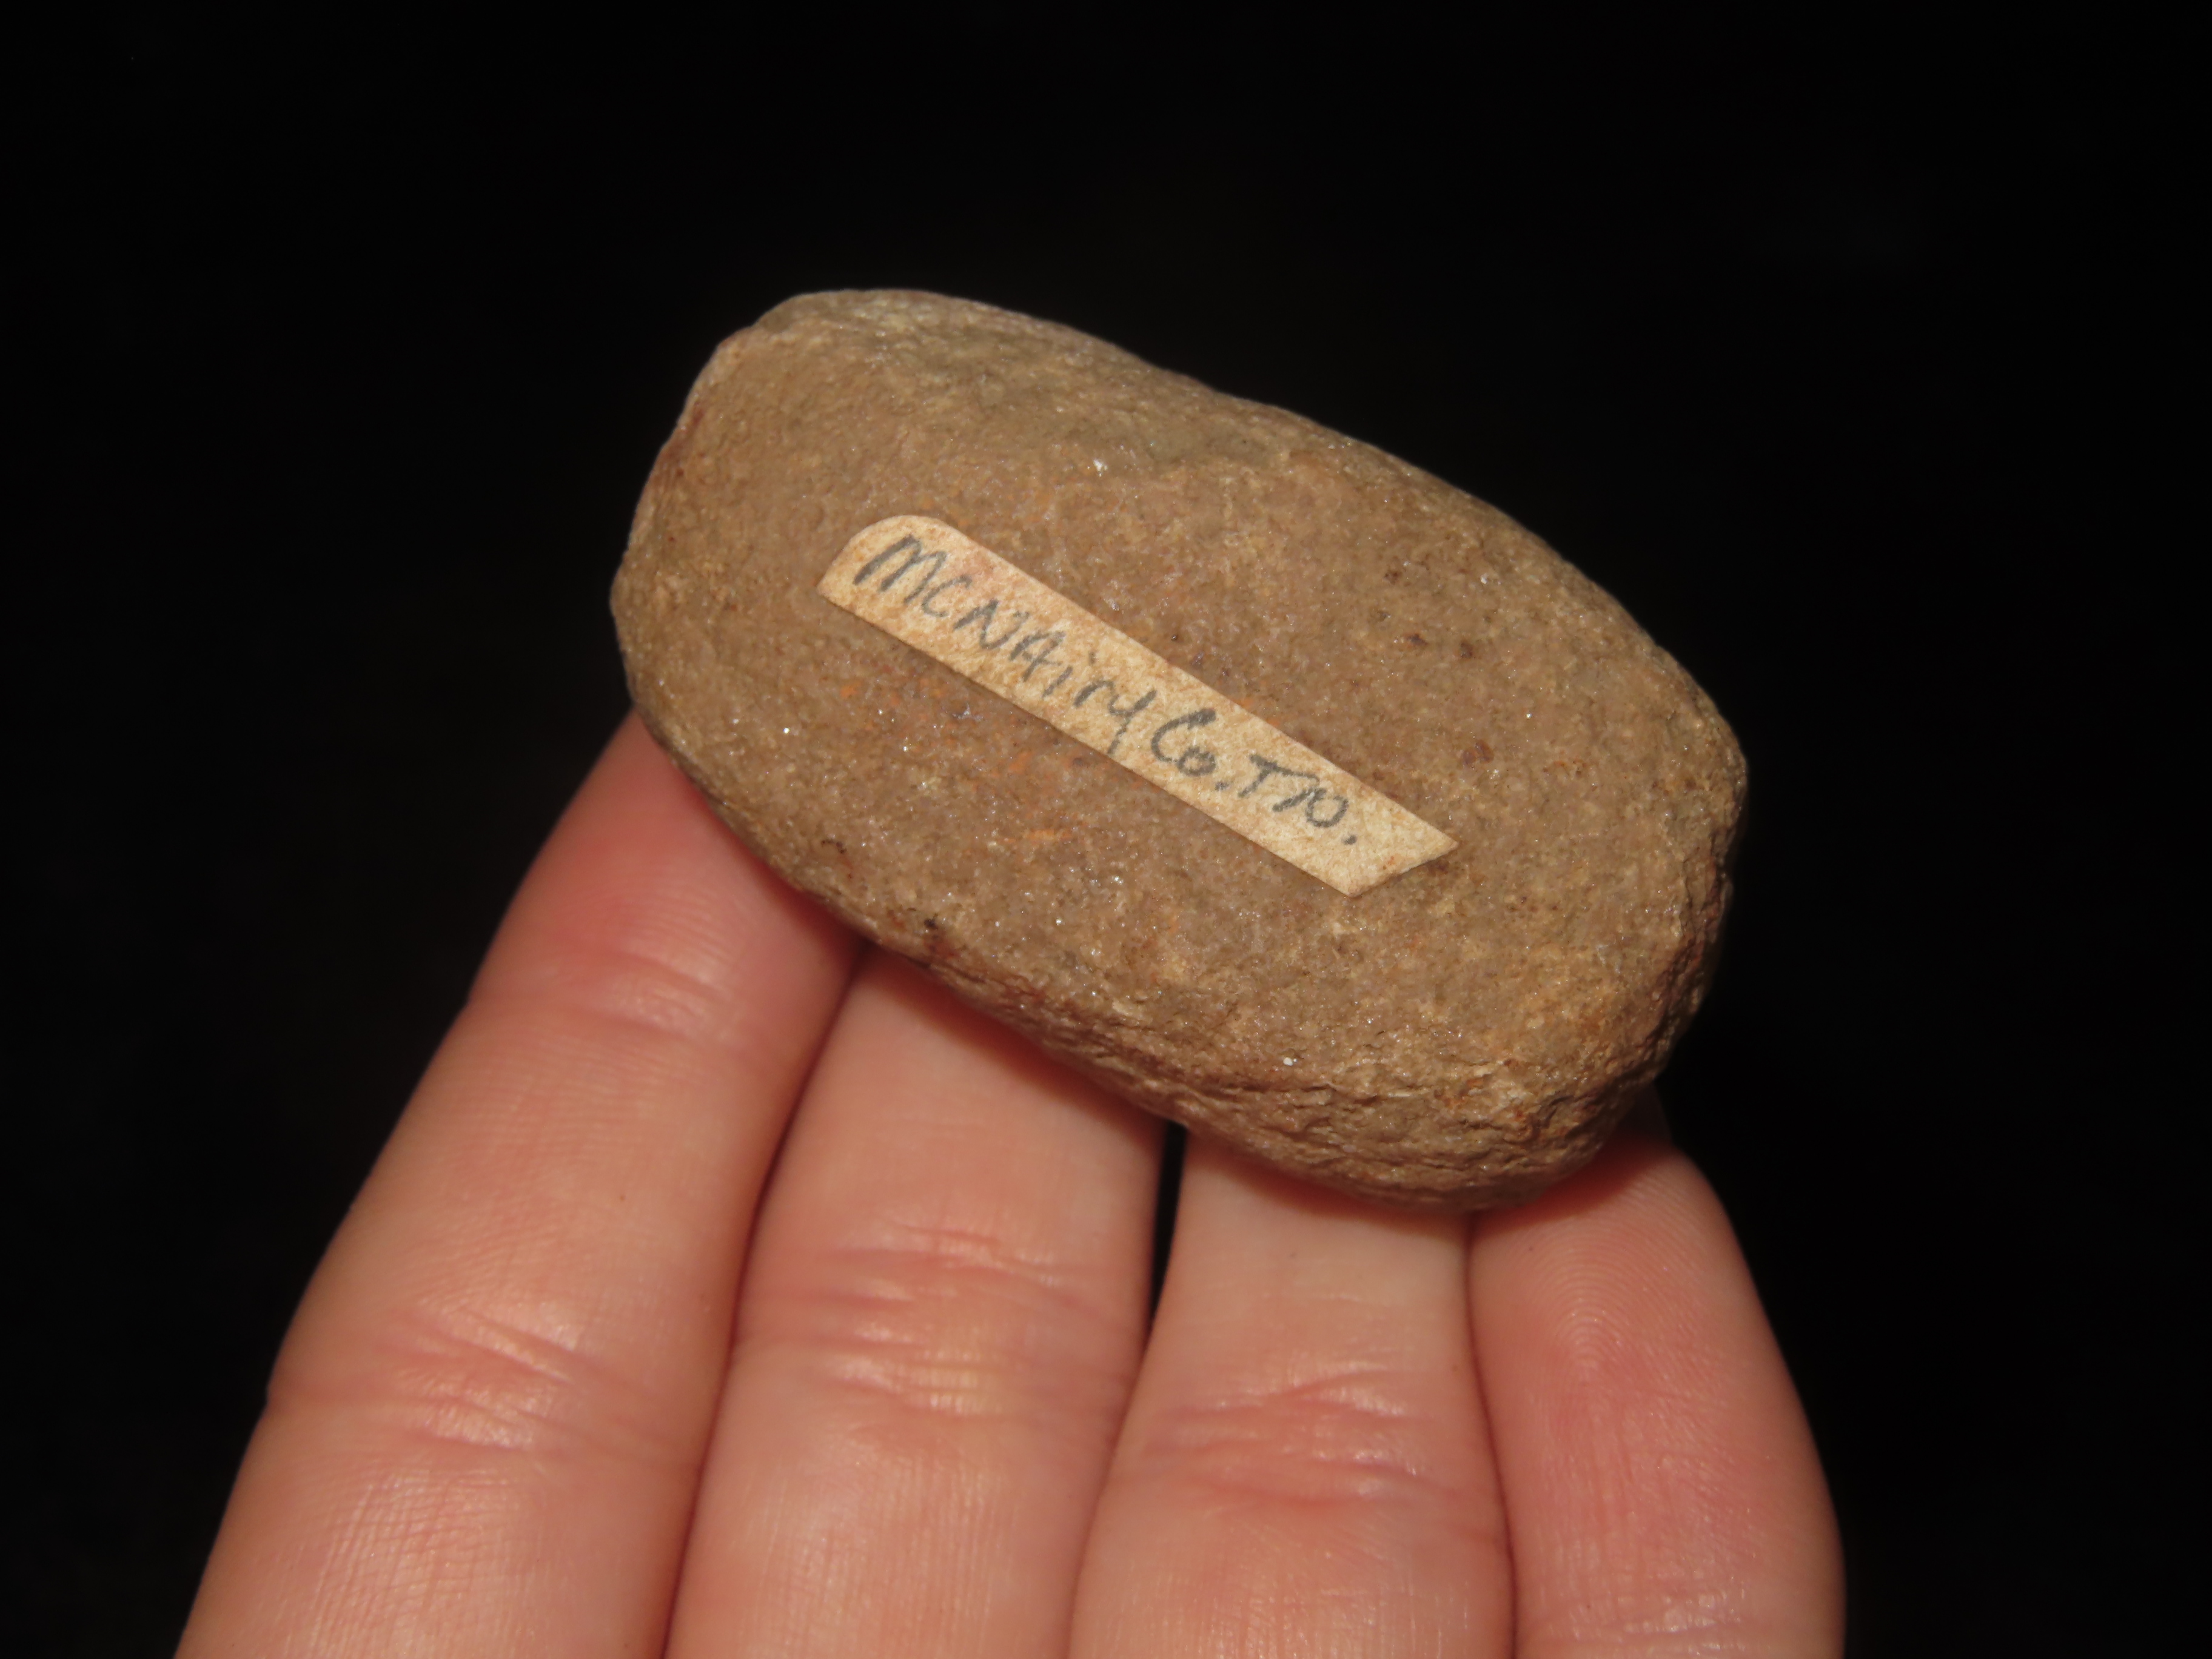 McNAiry Co. TN.